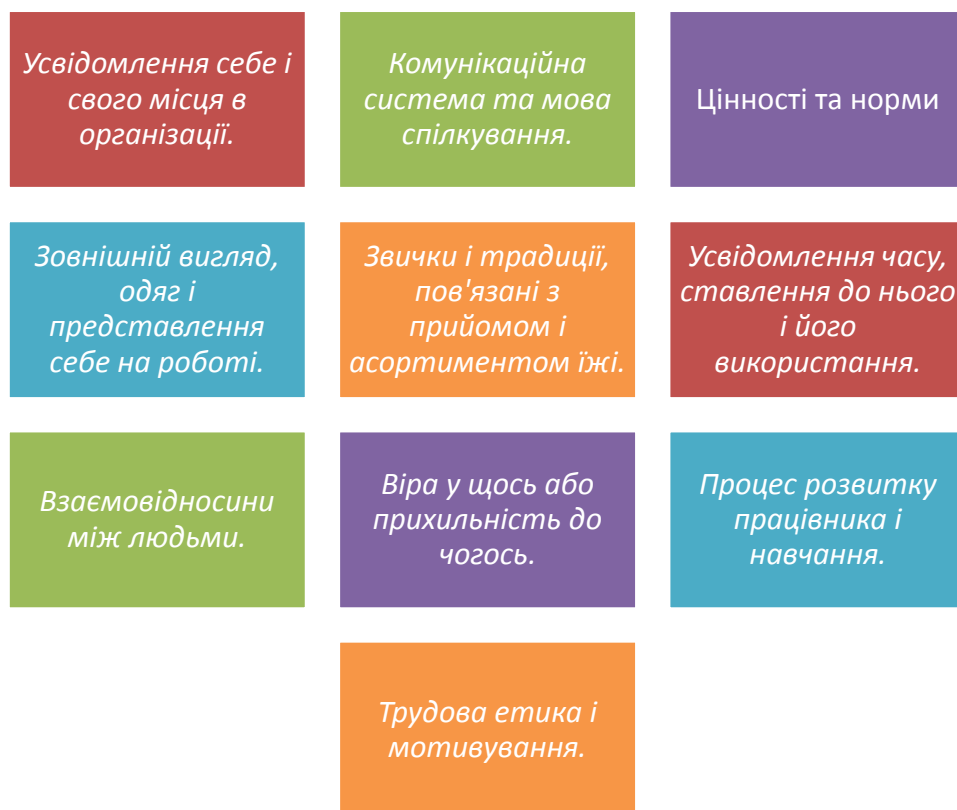 Усвідомлення себе і
свого місця в
організації.
Комунікаційна
система та мова
спілкування.
Цінності та норми
Зовнішній вигляд,
одяг і
представлення
себе на роботі.
Звички і традиції,
пов'язані з
прийомом і
асортиментом їжі.
Усвідомлення часу,
ставлення до нього
і його
використання.
Взаємовідносини
між людьми.
Віра у щось або
прихильність до
чогось.
Процес розвитку
працівника і
навчання.
Трудова етика і
мотивування.